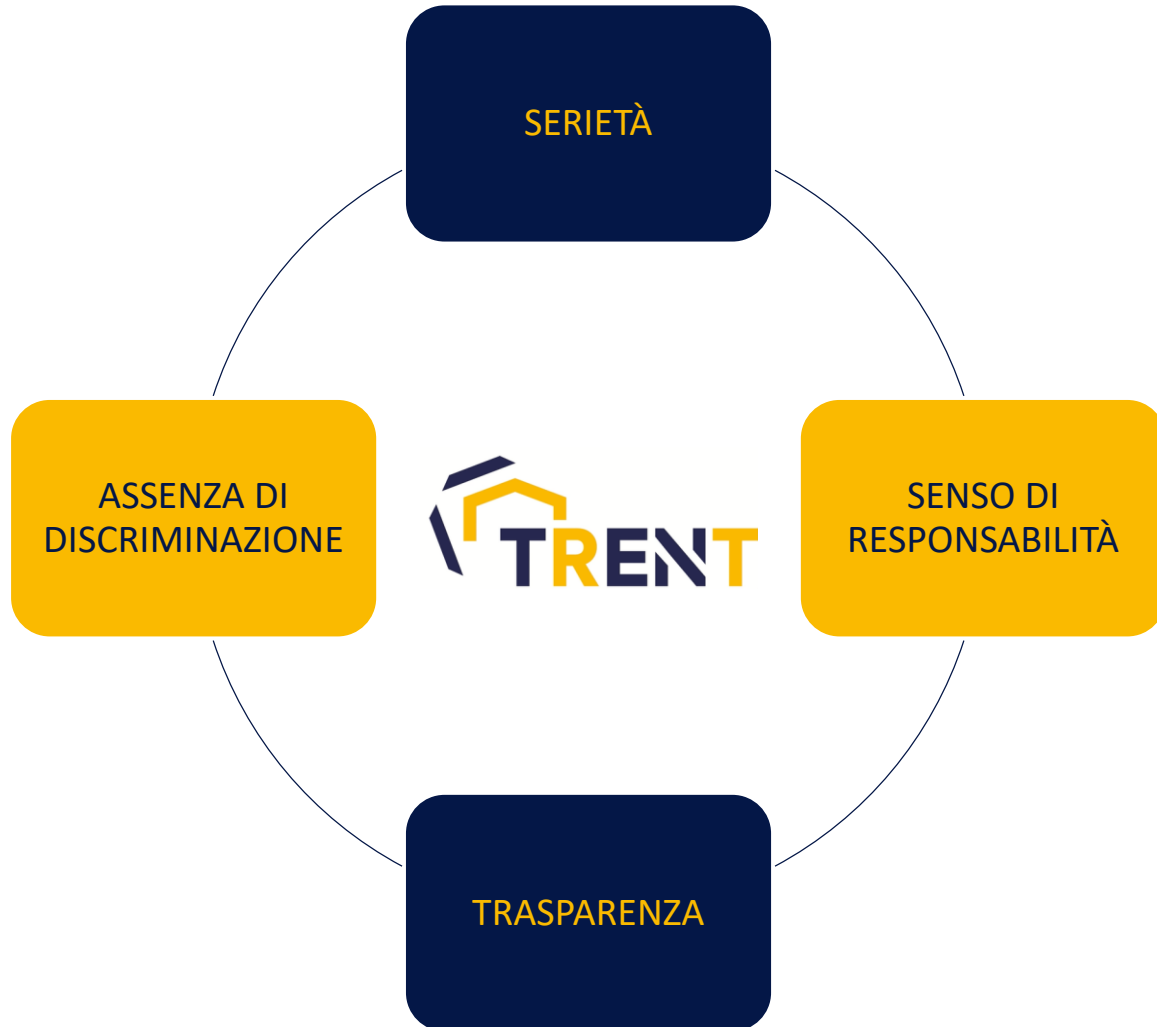 SERIETÀ
ASSENZA DI
DISCRIMINAZIONE
TRENT
SENSO DI
RESPONSABILITÀ
TRASPARENZA